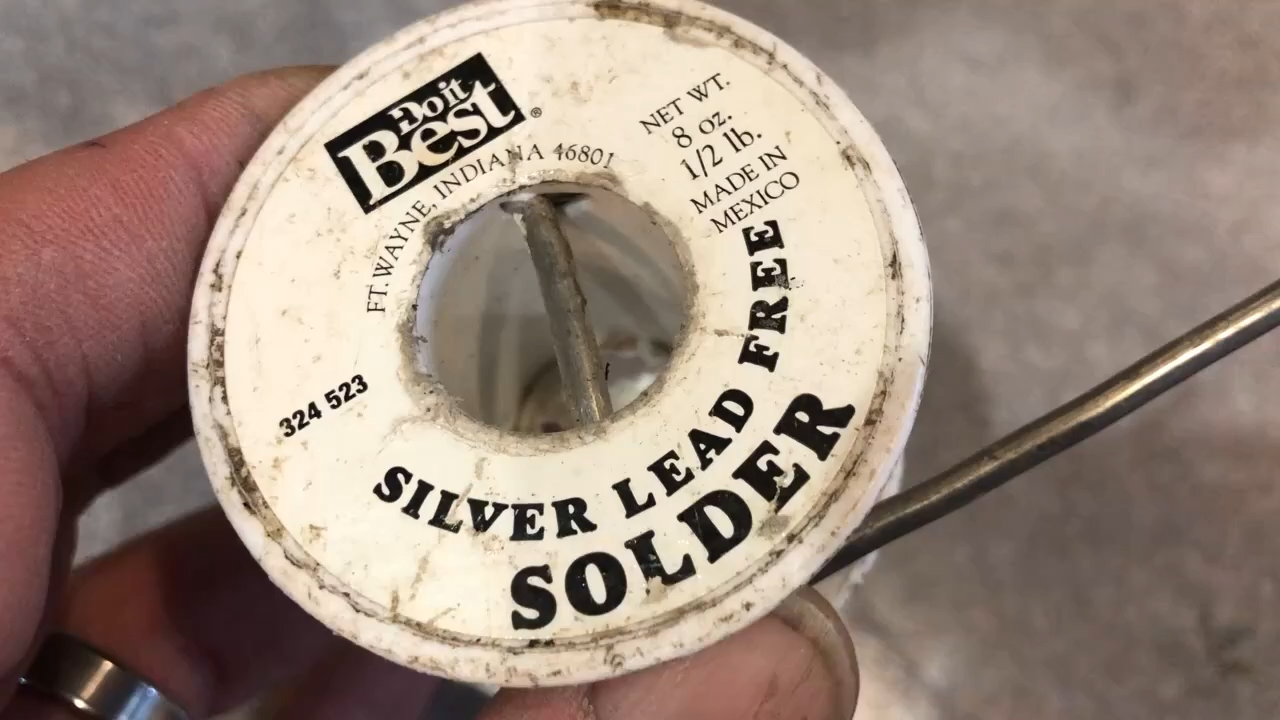 Do it
Best®
FT. WAYNE, INDIANA 46801
NET WT.
8 oz.
1/2 lb.
MADE IN
MEXICO
324 523
SILVER LEAD FREE
SOLDER